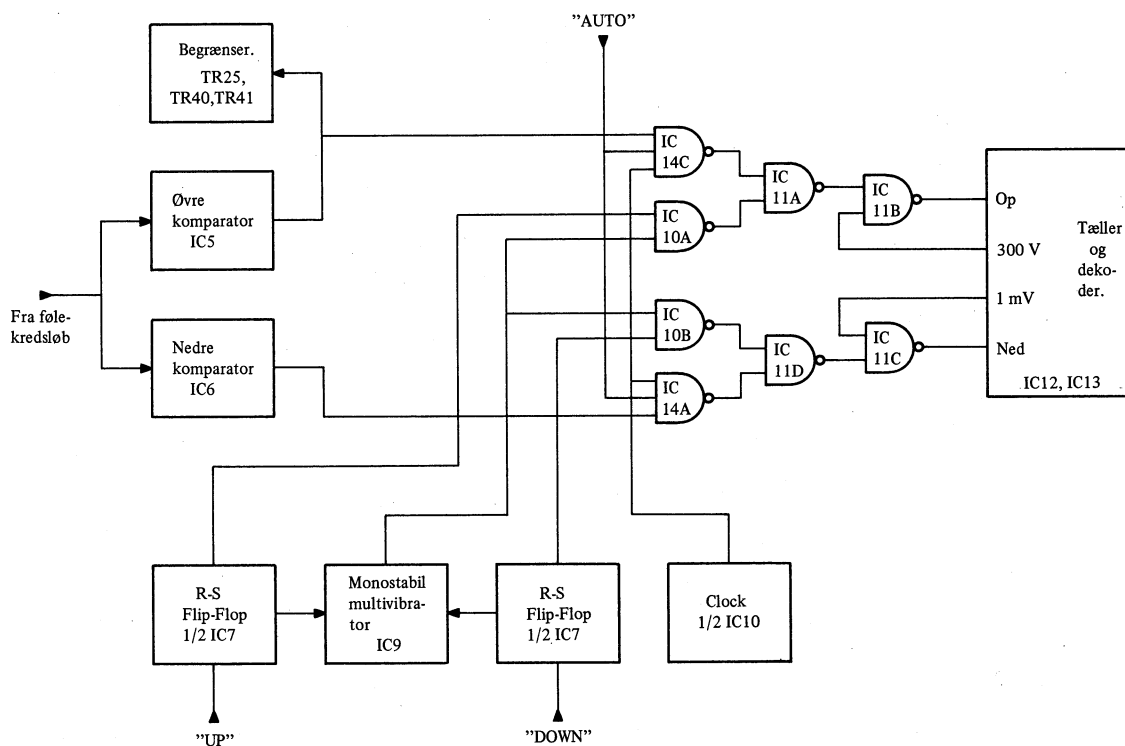 "AUTO"
Begrænser.
TR25,
TR40,TR41
Øvre
komparator
IC5
Fra føle-
kredsløb
Nedre
komparator
IC6
IC
14C
IC
10A
IC
11A
IC
11B
IC
10B
IC
14A
IC
11D
IC
11C
Op
300 V
1 mV
Ned
Tæller
og
deko-
der.
IC12, IC13
R-S
Flip-Flop
1/2 IC7
Monostabil
multivibra-
tor
IC9
R-S
Flip-Flop
1/2 IC7
Clock
1/2 IC10
"UP"
"DOWN"